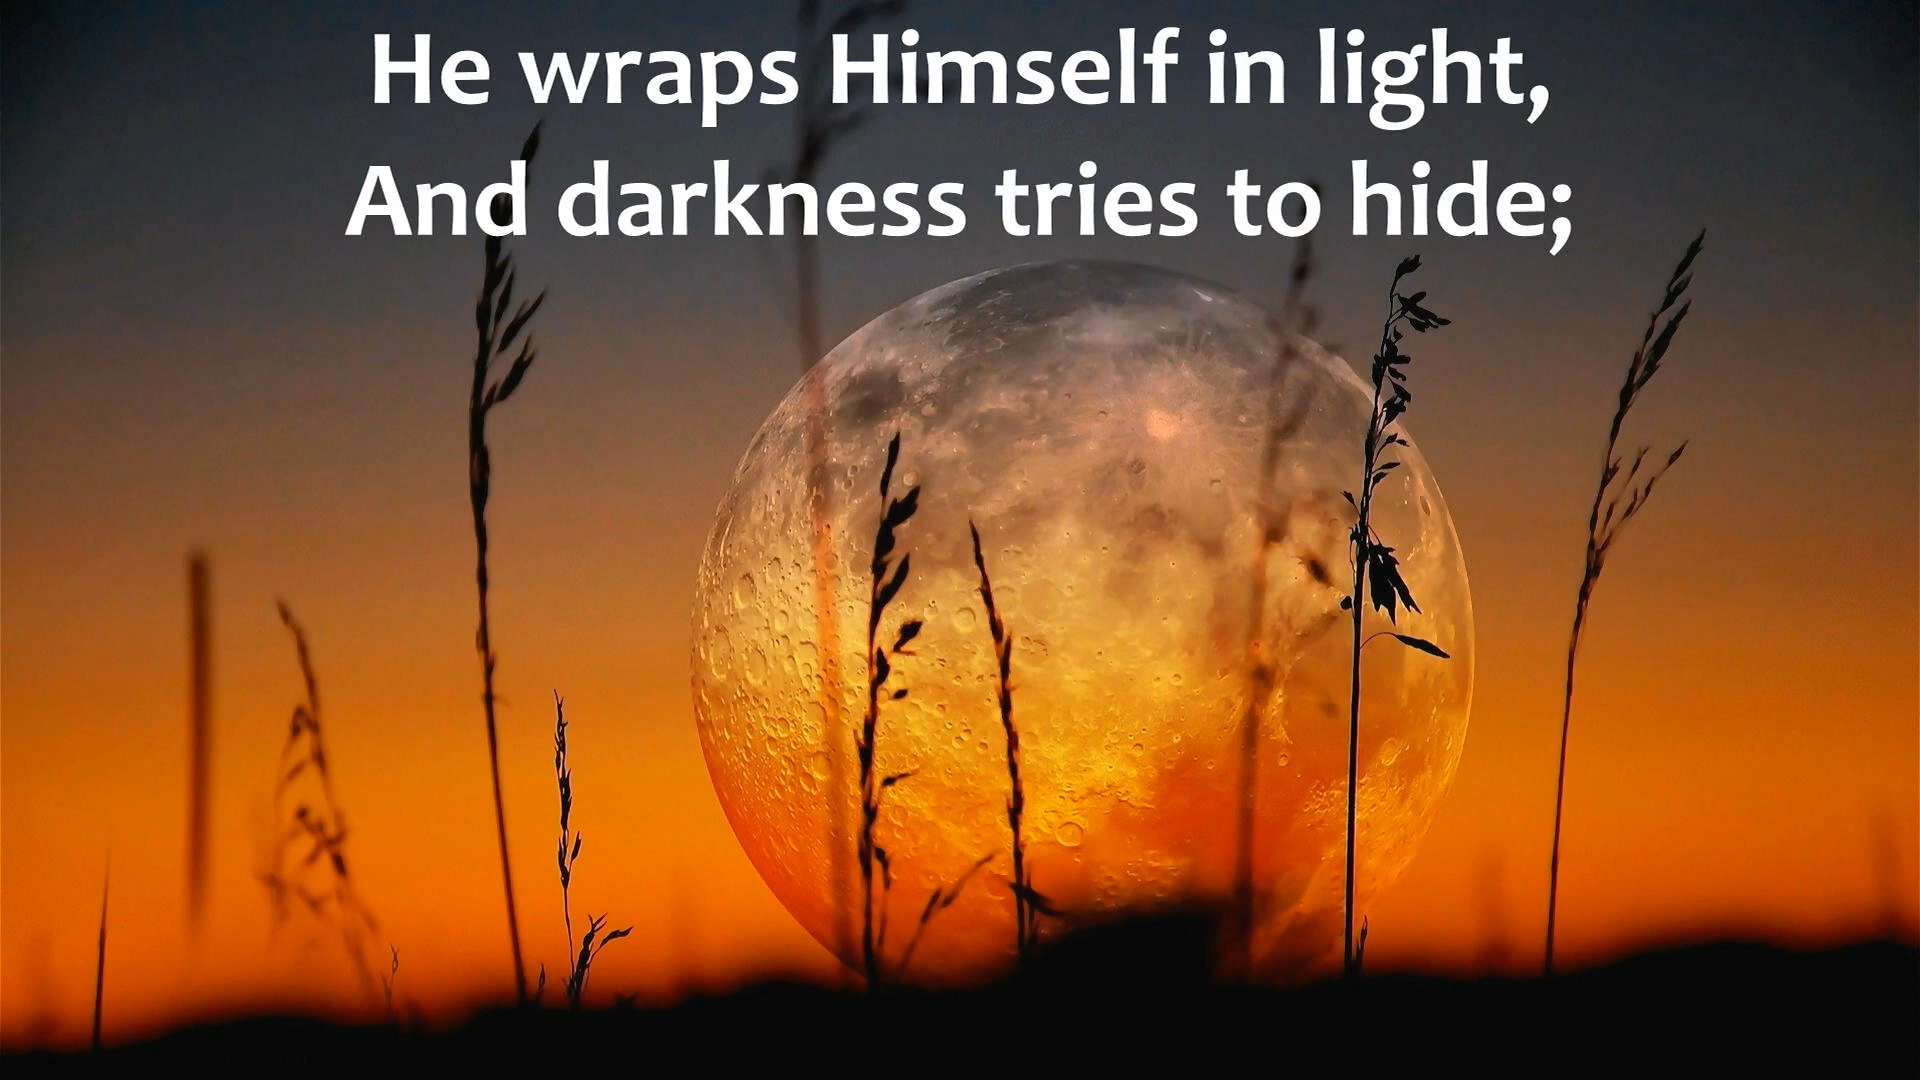 He wraps Himself in light,
And darkness tries to hide;